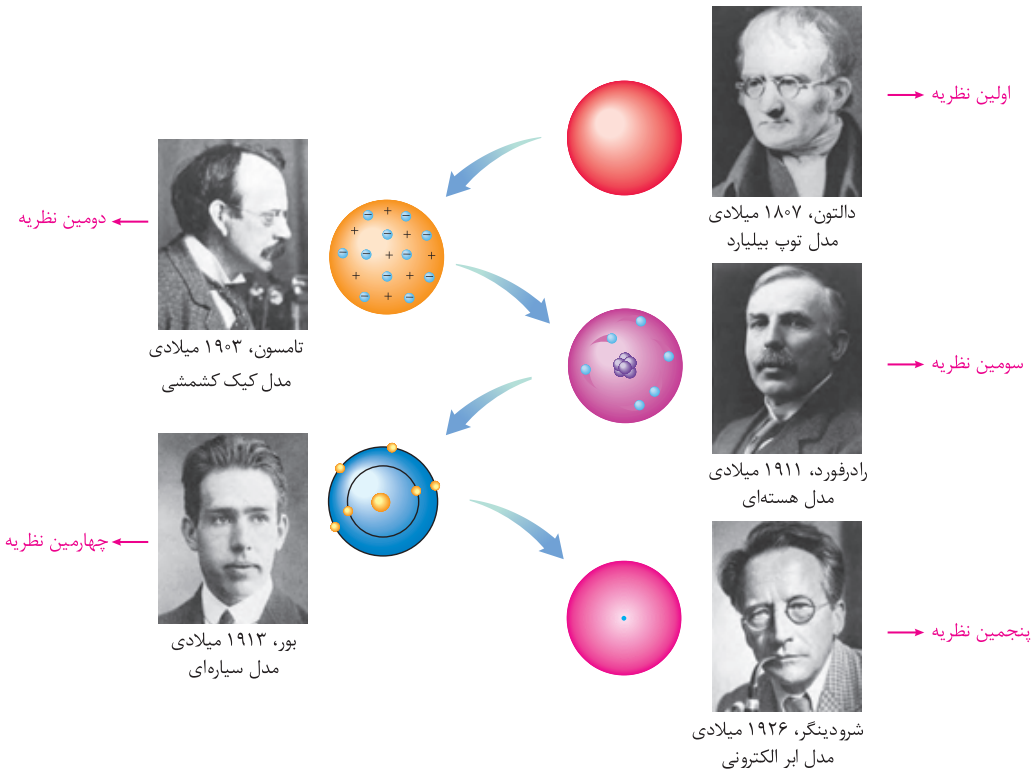 اولین نظریه
دالتون، ۱۸۰۷ میلادی
مدل توپ بیلیارد
دومین نظریه
تامسون، ۱۹۰۳ میلادی
مدل کیک کشمشی
سومین نظریه
رادرفورد، ۱۹۱۱ میلادی
مدل هسته‌ای
چهارمین نظریه
بور، ۱۹۱۳ میلادی
مدل سیاره‌ای
پنجمین نظریه
شرودینگر، ۱۹۲۶ میلادی
مدل ابر الکترونی